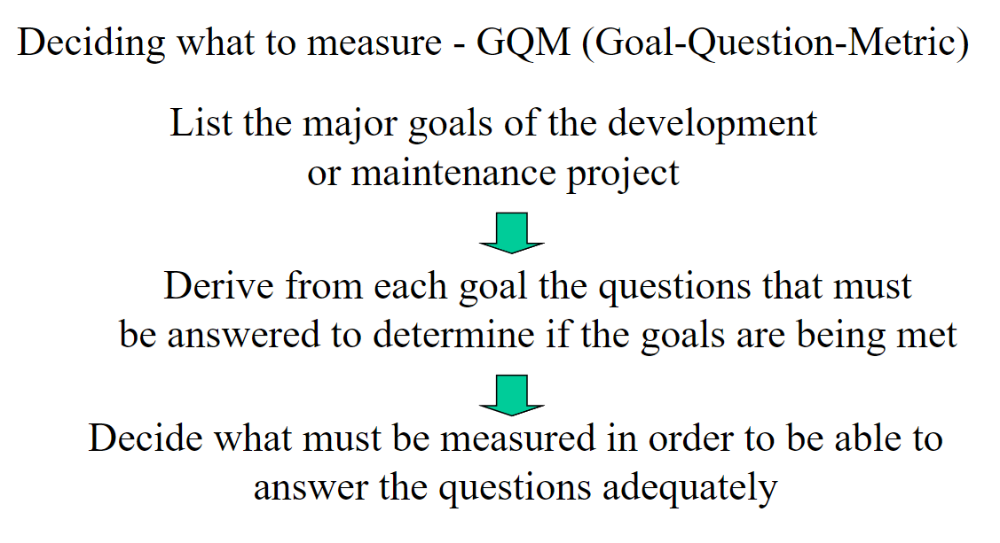 Deciding what to measure - GQM (Goal-Question-Metric)
List the major goals of the development
or maintenance project
Derive from each goal the questions that must
be answered to determine if the goals are being met
Decide what must be measured in order to be able to
answer the questions adequately